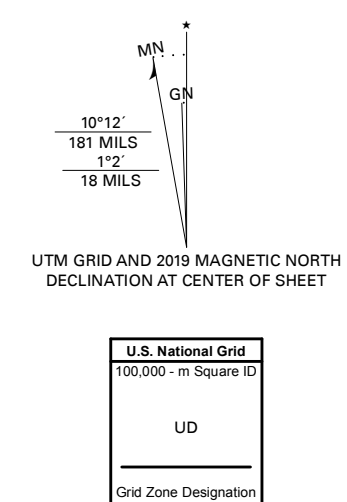 ★
MN
GN
10°12´
181 MILS
1°2´
18 MILS
UTM GRID AND 2019 MAGNETIC NORTH
DECLINATION AT CENTER OF SHEET
U.S. National Grid
100,000 - m Square ID
UD
Grid Zone Designation